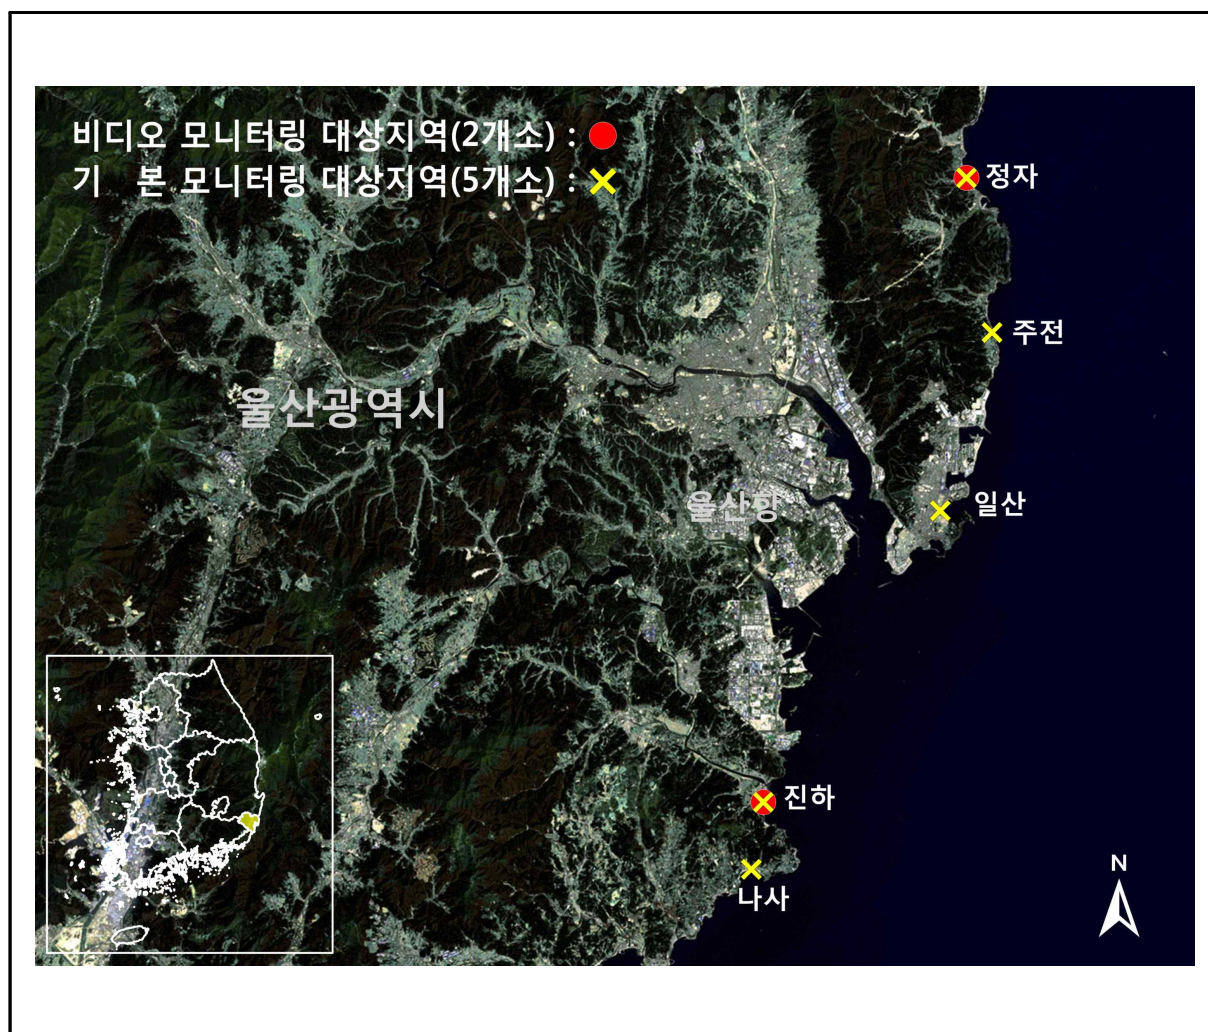 비디오 모니터링 대상지역(2개소) :
기 본 모니터링 대상지역(5개소) :
정자
주전
울산광역시
울산항
일산
진하
나사
N